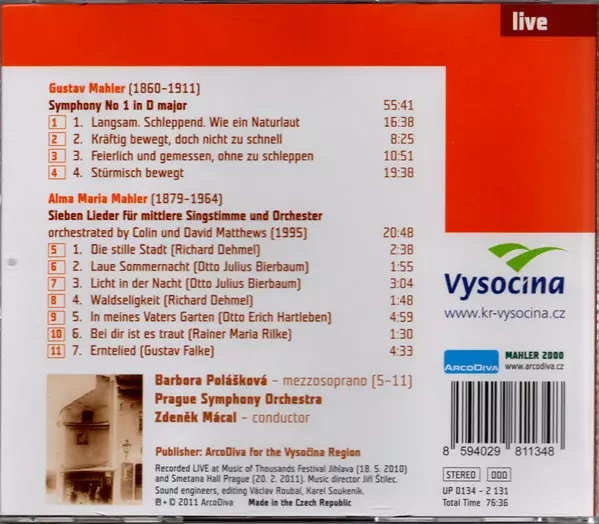 live
Gustav Mahler (1860-1911)
Symphony No 1 in D major 55:41
1 1. Langsam. Schleppend. Wie ein Naturlaut 16:38
2 2. Kräftig bewegt, doch nicht zu schnell 8:25
3 3. Feierlich und gemessen, ohne zu schleppen 10:51
4 4. Stürmisch bewegt 19:38
Alma Maria Mahler (1879-1964)
Sieben Lieder für mittlere Singstimme und Orchester
orchestrated by Colin und David Matthews (1995) 20:48
5 1. Die stille Stadt (Richard Dehmel) 2:38
6 2. Laue Sommernacht (Otto Julius Bierbaum) 1:55
7 3. Licht in der Nacht (Otto Julius Bierbaum) 3:04
8 4. Waldseligkeit (Richard Dehmel) 1:48
9 5. In meines Vaters Garten (Otto Erich Hartleben) 4:59
10 6. Bei dir ist es traut (Rainer Maria Rilke) 1:30
11 7. Erntelied (Gustav Falke) 4:33
Barbora Polášková – mezzosoprano (5-11)
Prague Symphony Orchestra
Zdeněk Mácal – conductor
Publisher: ArcoDiva for the Vysočina Region
Recorded LIVE at Music of Thousands Festival Jihlava (18. 5. 2010)
and Smetana Hall Prague (20. 2. 2011). Music director Jiří Štilec.
Sound engineers, editing Václav Roubal, Karel Soukeník.
℗+© 2011 ArcoDiva Made in the Czech Republic
Vysočina
www.kr-vysocina.cz
ArcoDiva
MAHLER 2000
www.arcodiva.cz
8 594029 811348
STEREO DDD
UP 0134 - 2 131
Total Time 76:36